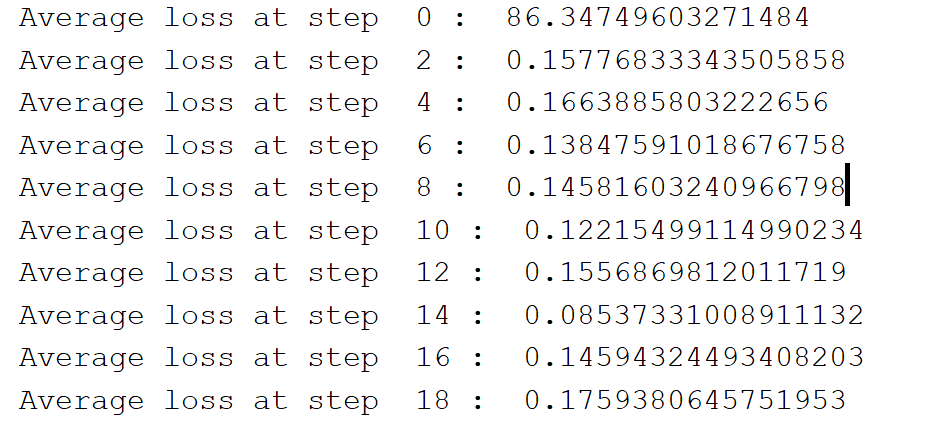 Average loss at step  0 :  86.34749603271484
Average loss at step  2 :  0.15776833343505858
Average loss at step  4 :  0.1663885803222656
Average loss at step  6 :  0.13847591018676758
Average loss at step  8 :  0.14581603240966798
Average loss at step  10 :  0.12215499114990234
Average loss at step  12 :  0.1556869812011719
Average loss at step  14 :  0.08537331008911132
Average loss at step  16 :  0.14594324493408203
Average loss at step  18 :  0.1759380645751953